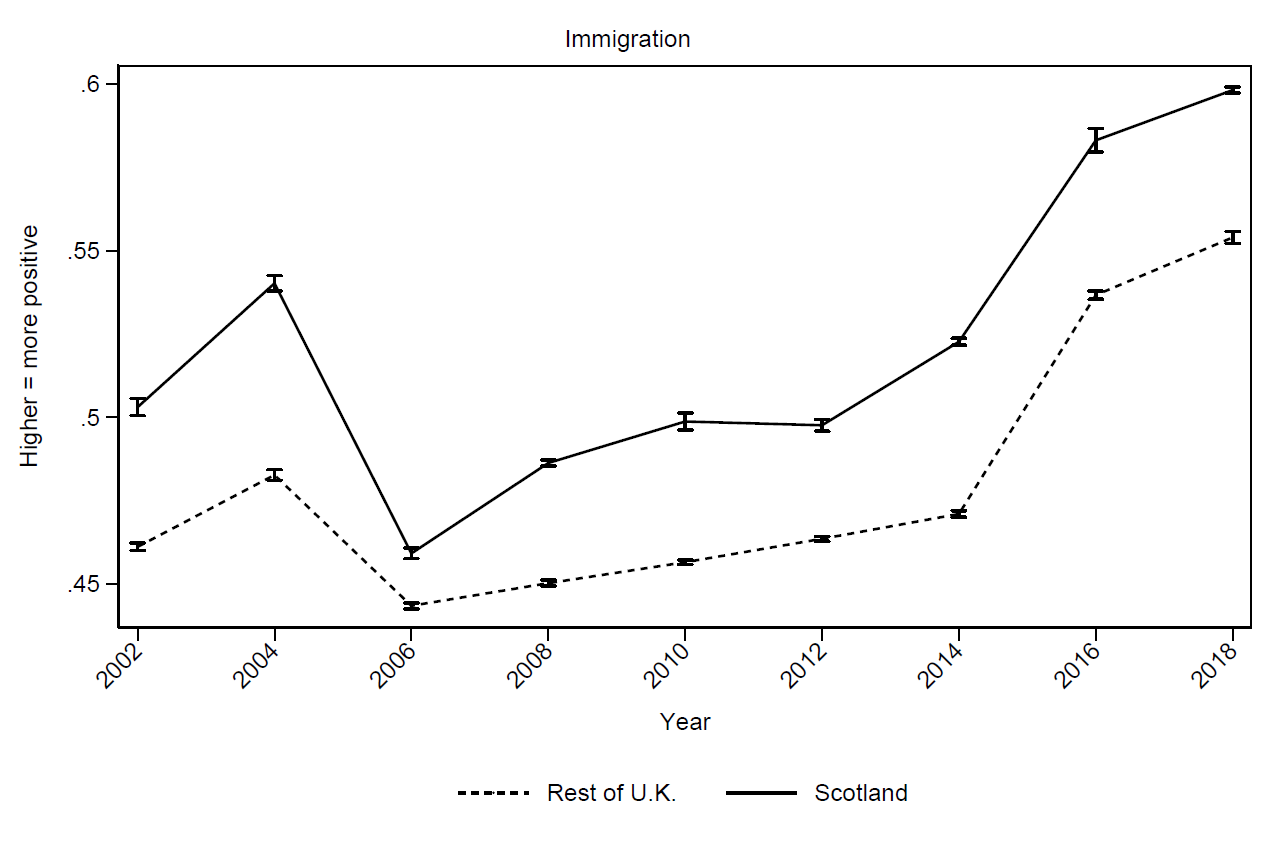 Immigration
Higher = more positive
.6
.55
.5
.45
2002 2004 2006 2008 2010 2012 2014 2016 2018
Year
Rest of U.K. Scotland